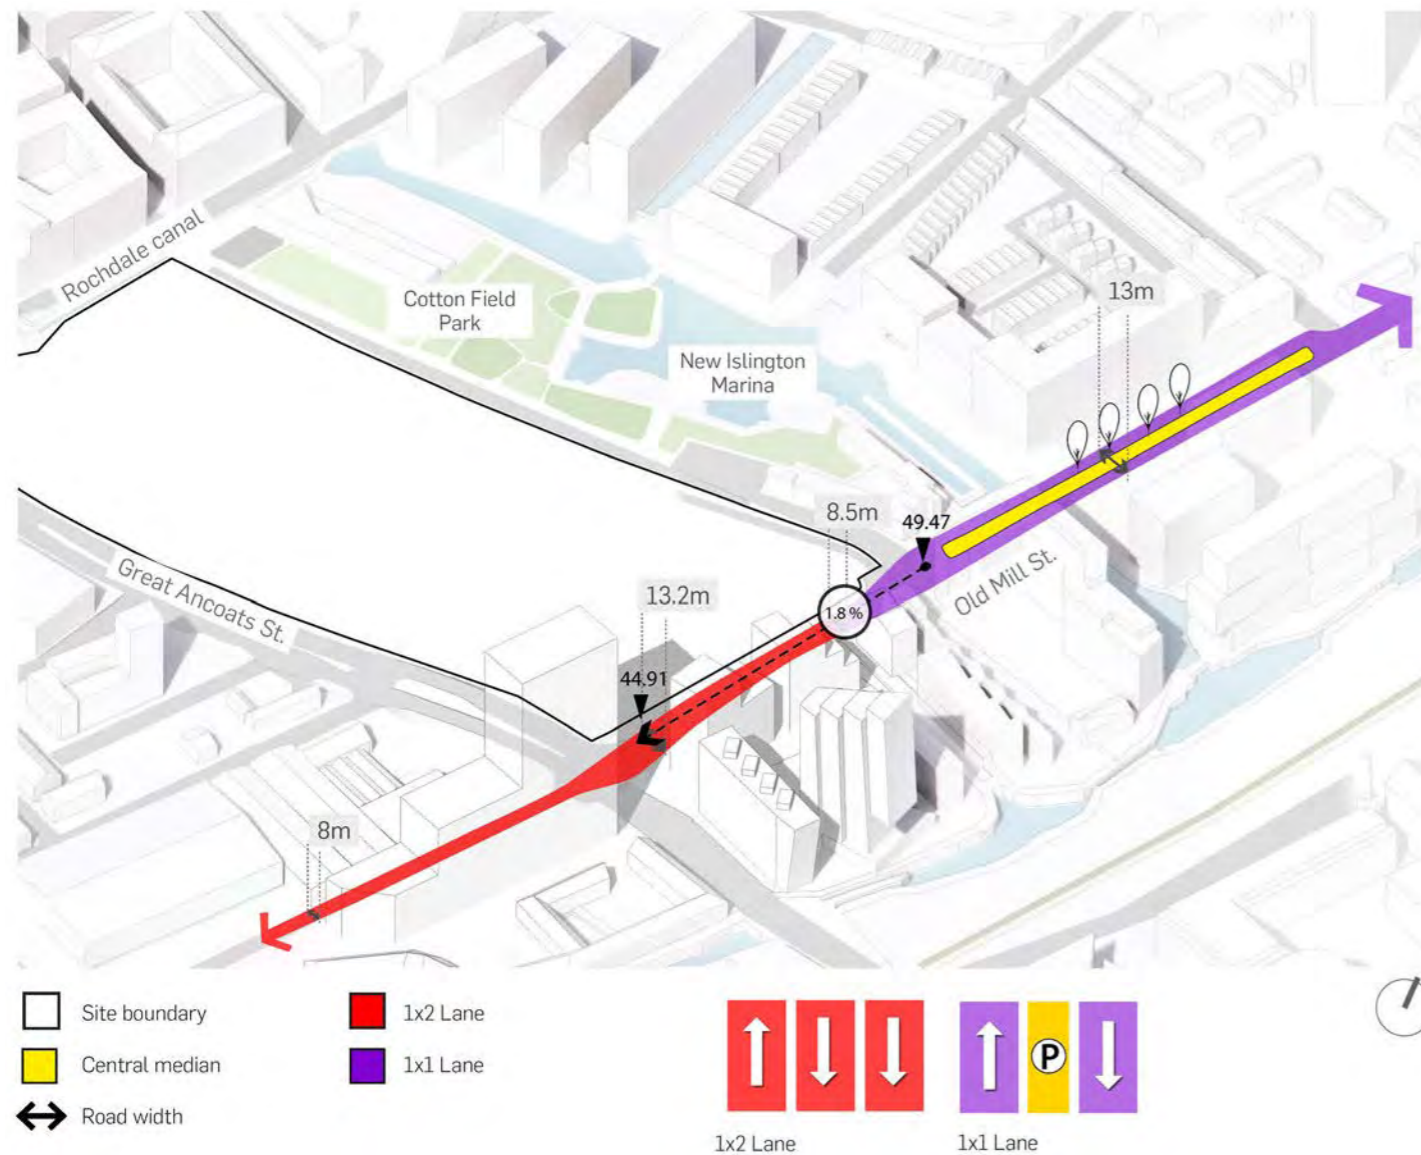 Rochdale canal
Cotton Field
Park
New Islington
Marina
13m
8.5m
49.47
1.8 %
Old Mill St.
Great Ancoats St.
13.2m
44.91
8m
Site boundary
Central median
Road width
1x2 Lane
1x1 Lane
P
1x2 Lane
1x1 Lane